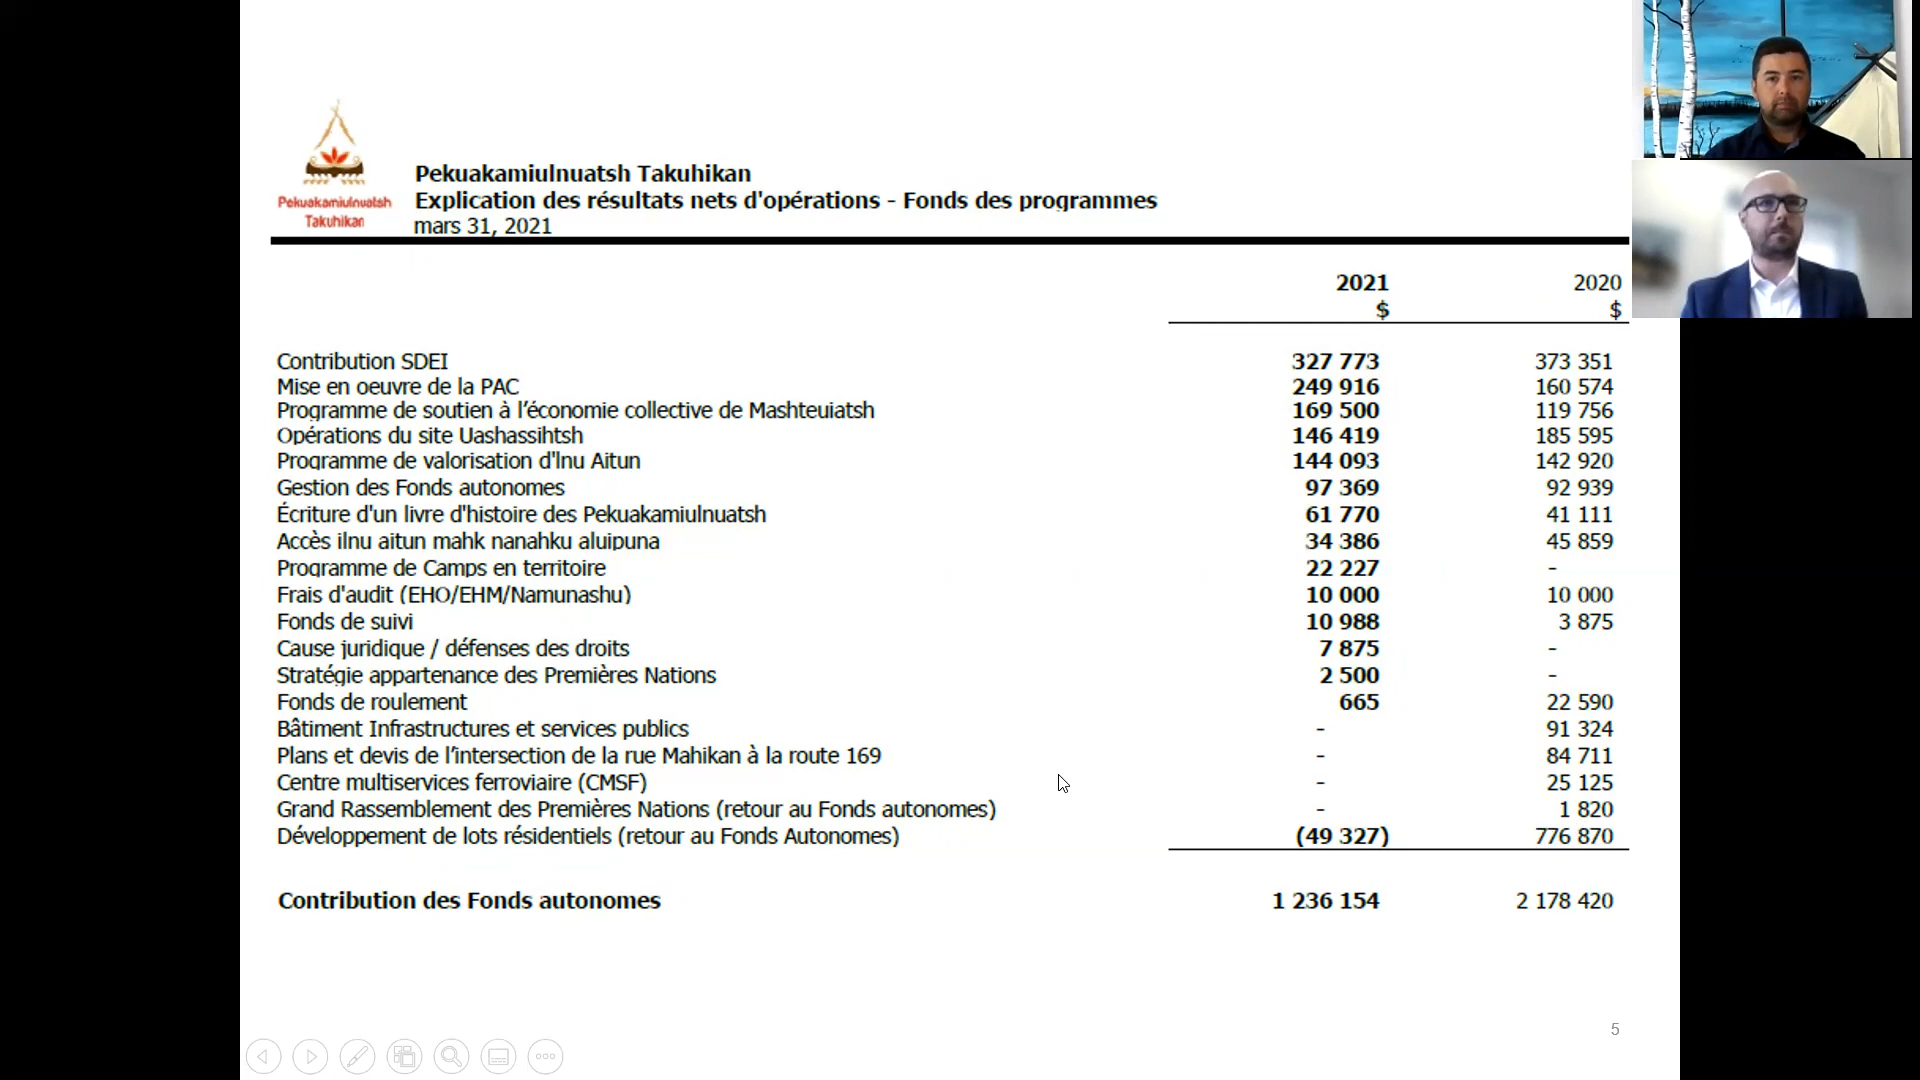 Pekuakamiulnuatsh
Takuhikan
Pekuakamiulnuatsh Takuhikan
Explication des résultats nets d'opérations - Fonds des programmes
mars 31, 2021
2021 2020
$ $
Contribution SDEI 327 773 373 351
Mise en oeuvre de la PAC 249 916 160 574
Programme de soutien à l’économie collective de Mashteuiatsh 169 500 119 756
Opérations du site Uashassihtsh 146 419 185 595
Programme de valorisation d'Inu Aitun 144 093 142 920
Gestion des Fonds autonomes 97 369 92 939
Écriture d'un livre d'histoire des Pekuakamiulnuatsh 61 770 41 111
Accès ilnu aitun mahk nanahku aluipuna 34 386 45 859
Programme de Camps en territoire 22 227 -
Frais d'audit (EHO/EHM/Namunashu) 10 000 10 000
Fonds de suivi 10 988 3 875
Cause juridique / défenses des droits 7 875 -
Stratégie appartenance des Premières Nations 2 500 -
Fonds de roulement 665 22 590
Bâtiment Infrastructures et services publics - 91 324
Plans et devis de l’intersection de la rue Mahikan à la route 169 - 84 711
Centre multiservices ferroviaire (CMSF) - 25 125
Grand Rassemblement des Premières Nations (retour au Fonds autonomes) - 1 820
Développement de lots résidentiels (retour au Fonds Autonomes) (49 327) 776 870
Contribution des Fonds autonomes 1 236 154 2 178 420
5